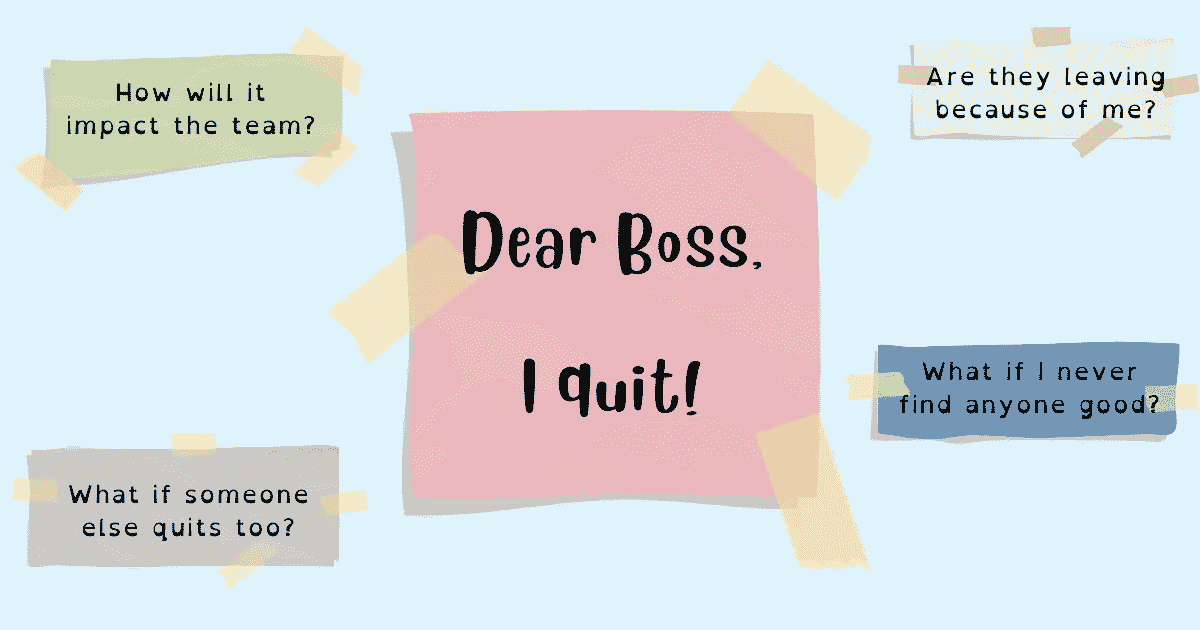 How will it
impact the team?
Are they leaving
because of me?
Dear Boss,
I quit!
What if I never
find anyone good?
What if someone
else quits too?